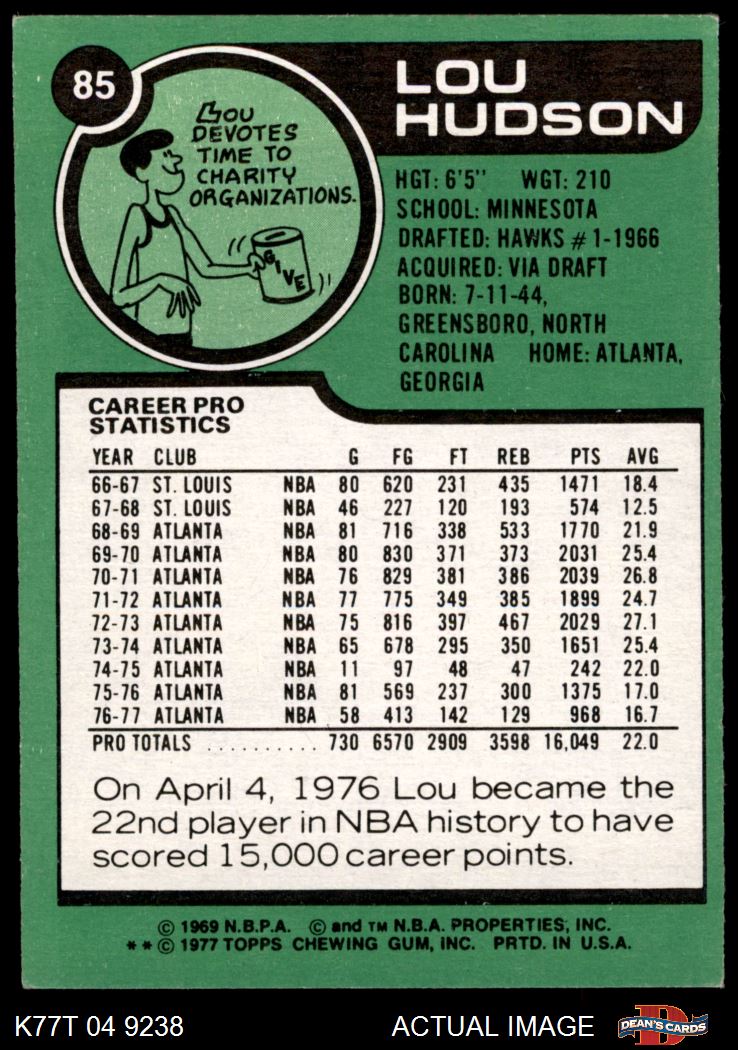 85
LOU
HUDSON
LOU
DEVOTES
TIME TO
CHARITY
ORGANIZATIONS.
GIVE
HGT: 6'5" WGT: 210
SCHOOL: MINNESOTA
DRAFTED: HAWKS #1-1966
ACQUIRED: VIA DRAFT
BORN: 7-11-44,
GREENSBORO, NORTH
CAROLINA HOME: ATLANTA,
GEORGIA
CAREER PRO
STATISTICS
YEAR CLUB G FG FT REB PTS AVG
66-67 ST. LOUIS NBA 80 620 231 435 1471 18.4
67-68 ST. LOUIS NBA 46 227 120 193 574 12.5
68-69 ATLANTA NBA 81 716 338 533 1770 21.9
69-70 ATLANTA NBA 80 830 371 373 2031 25.4
70-71 ATLANTA NBA 76 829 381 386 2039 26.8
71-72 ATLANTA NBA 77 775 349 385 1899 24.7
72-73 ATLANTA NBA 75 816 397 467 2029 27.1
73-74 ATLANTA NBA 65 678 295 350 1651 25.4
74-75 ATLANTA NBA 11 97 48 47 242 22.0
75-76 ATLANTA NBA 81 569 237 300 1375 17.0
76-77 ATLANTA NBA 58 413 142 129 968 16.7
PRO TOTALS .......... 730 6570 2909 3598 16,049 22.0
On April 4, 1976 Lou became the
22nd player in NBA history to have
scored 15,000 career points.
© 1969 N.B.P.A. © and TM N.B.A. PROPERTIES, INC.
** © 1977 TOPPS CHEWING GUM, INC. PRTD. IN U.S.A.
K77T 04 9238 ACTUAL IMAGE D DEAN'S CARDS